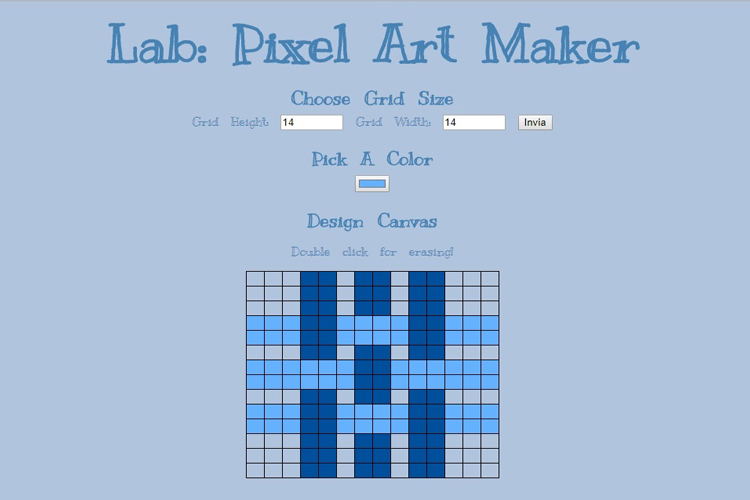 Lab: Pixel Art Maker
Choose Grid Size
Grid Height: 14 Grid Width: 14 Invia
Pick A Color
Design Canvas
Double click for erasing!